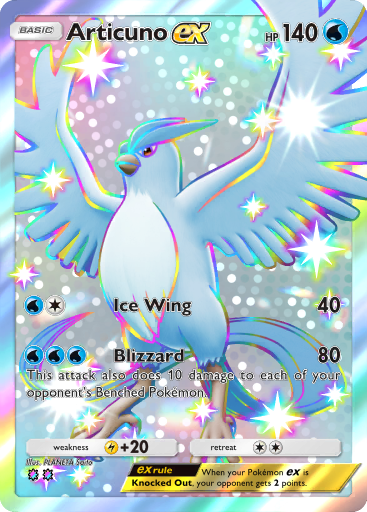 BASIC Articuno ex HP 140
Ice Wing 40
Blizzard 80
This attack also does 10 damage to each of your
opponent's Benched Pokémon.
weakness +20 retreat
Illus. PLANETA Saito
ex rule When your Pokémon ex is
Knocked Out, your opponent gets 2 points.